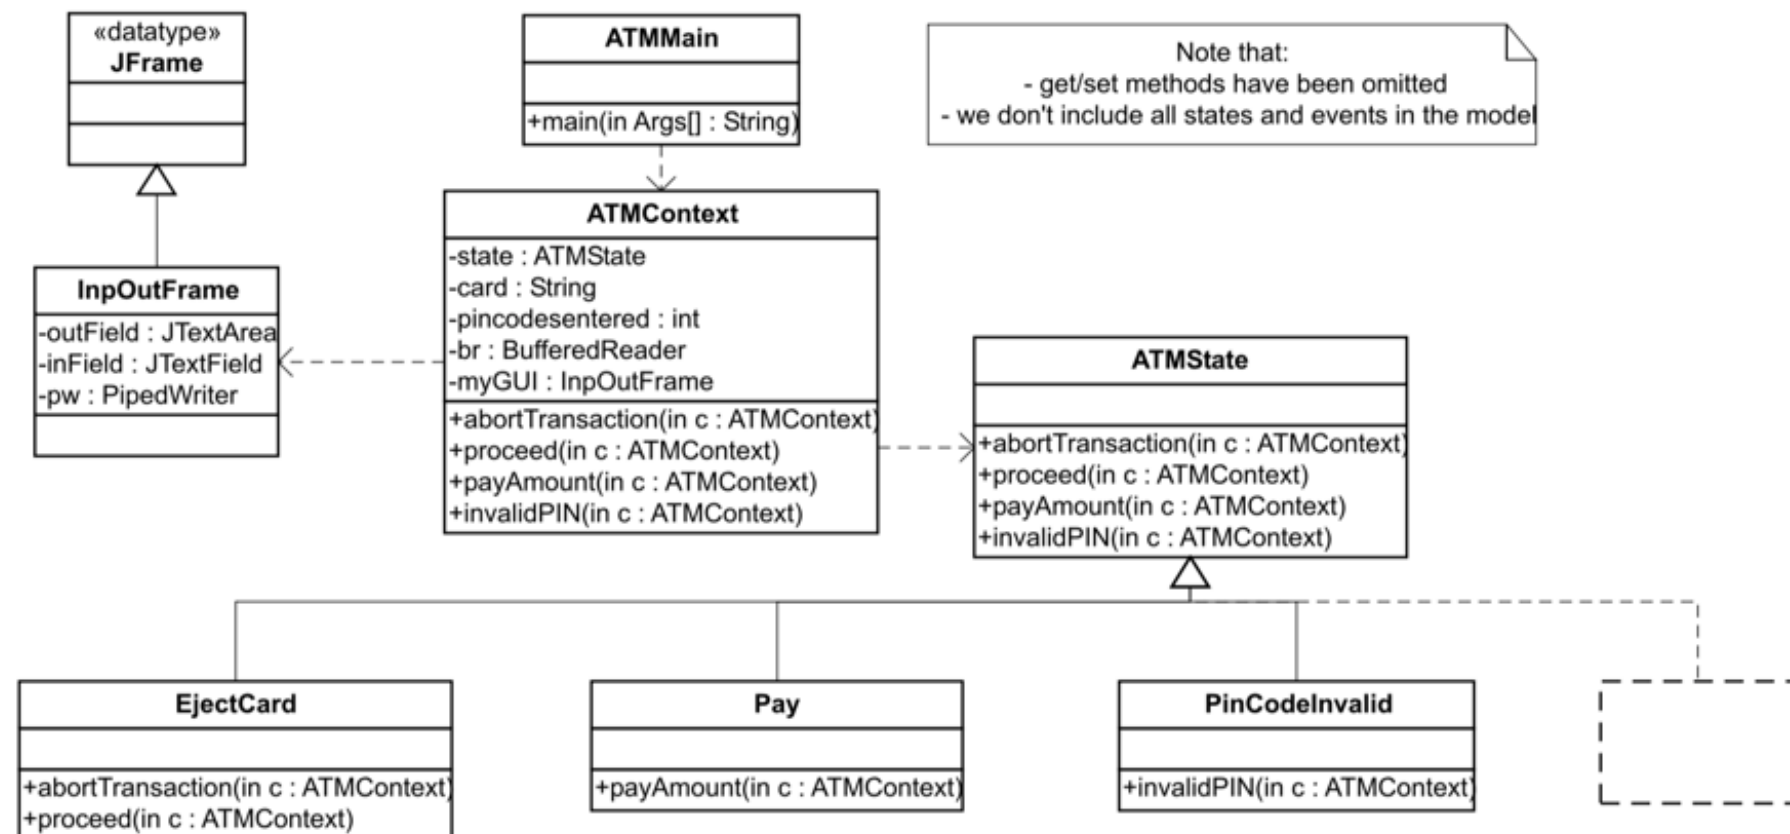 «datatype»
JFrame
ATMMain
+main(in Args[] : String)
Note that:
- get/set methods have been omitted
- we don't include all states and events in the model
InpOutFrame
-outField : JTextArea
-inField : JTextField
-pw : PipedWriter
ATMContext
-state : ATMState
-card : String
-pincodesentered : int
-br : BufferedReader
-myGUI : InpOutFrame
+abortTransaction(in c : ATMContext)
+proceed(in c : ATMContext)
+payAmount(in c : ATMContext)
+invalidPIN(in c : ATMContext)
ATMState
+abortTransaction(in c : ATMContext)
+proceed(in c : ATMContext)
+payAmount(in c : ATMContext)
+invalidPIN(in c : ATMContext)
EjectCard
+abortTransaction(in c : ATMContext)
+proceed(in c : ATMContext)
Pay
+payAmount(in c : ATMContext)
PinCodeInvalid
+invalidPIN(in c : ATMContext)